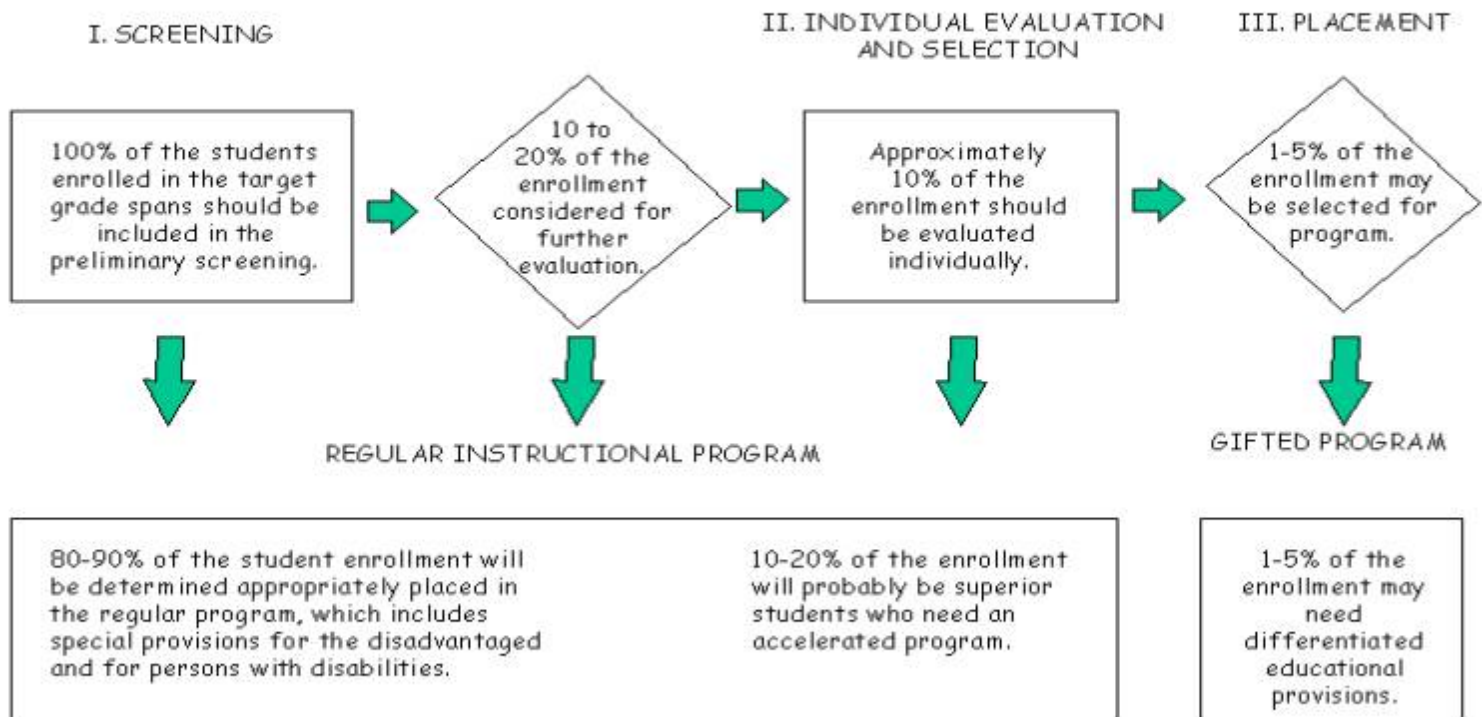 I. SCREENING
II. INDIVIDUAL EVALUATION
AND SELECTION
III. PLACEMENT
100% of the students
enrolled in the target
grade spans should be
included in the
preliminary screening.
10 to
20% of the
enrollment
considered for
further
evaluation.
Approximately
10% of the
enrollment should
be evaluated
individually.
1-5% of the
enrollment may
be selected for
program.
REGULAR INSTRUCTIONAL PROGRAM
GIFTED PROGRAM
80-90% of the student enrollment will
be determined appropriately placed in
the regular program, which includes
special provisions for the disadvantaged
and for persons with disabilities.
10-20% of the enrollment
will probably be superior
students who need an
accelerated program.
1-5% of the
enrollment may
need
differentiated
educational
provisions.